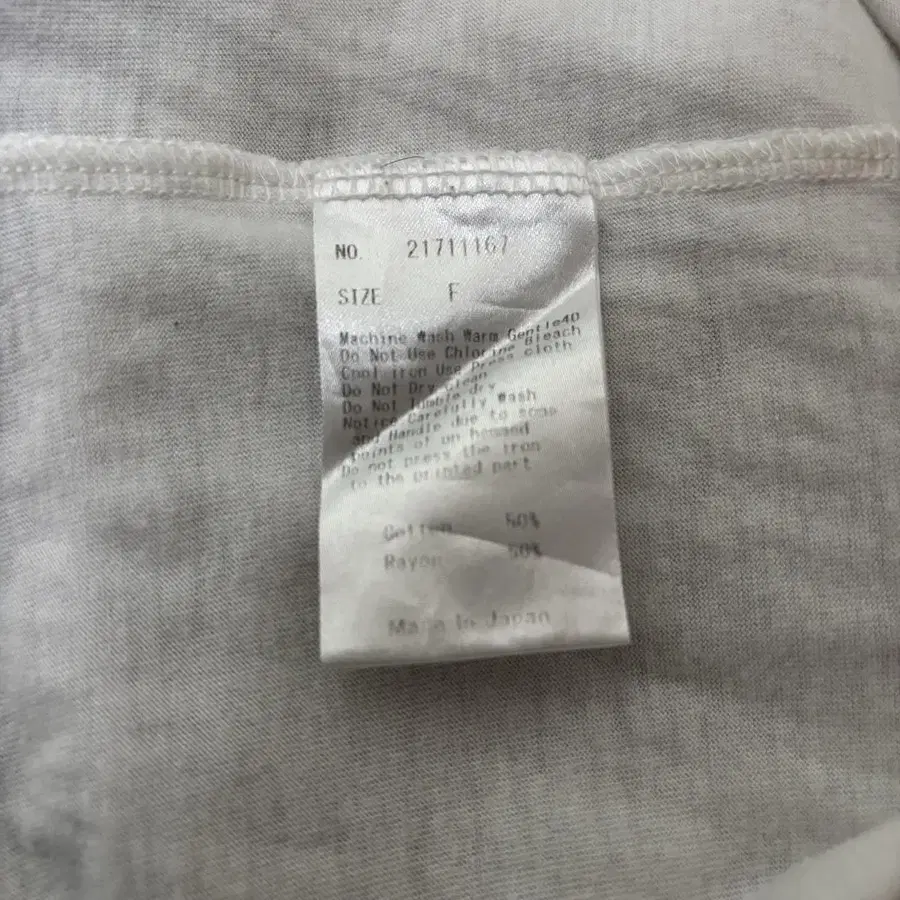 NO. 21711167
SIZE F
Machine Wash Warm Gentle40
Do Not Use Chlorine Bleach
Cool iron Use Press cloth
Do Not Dry Clean
Do Not Tumble dry
Notice Carefully Wash
and Handle due to some
points of un hemmed
Do not press the iron
to the printed part
Cotton 50%
Rayon 50%
Made In Japan